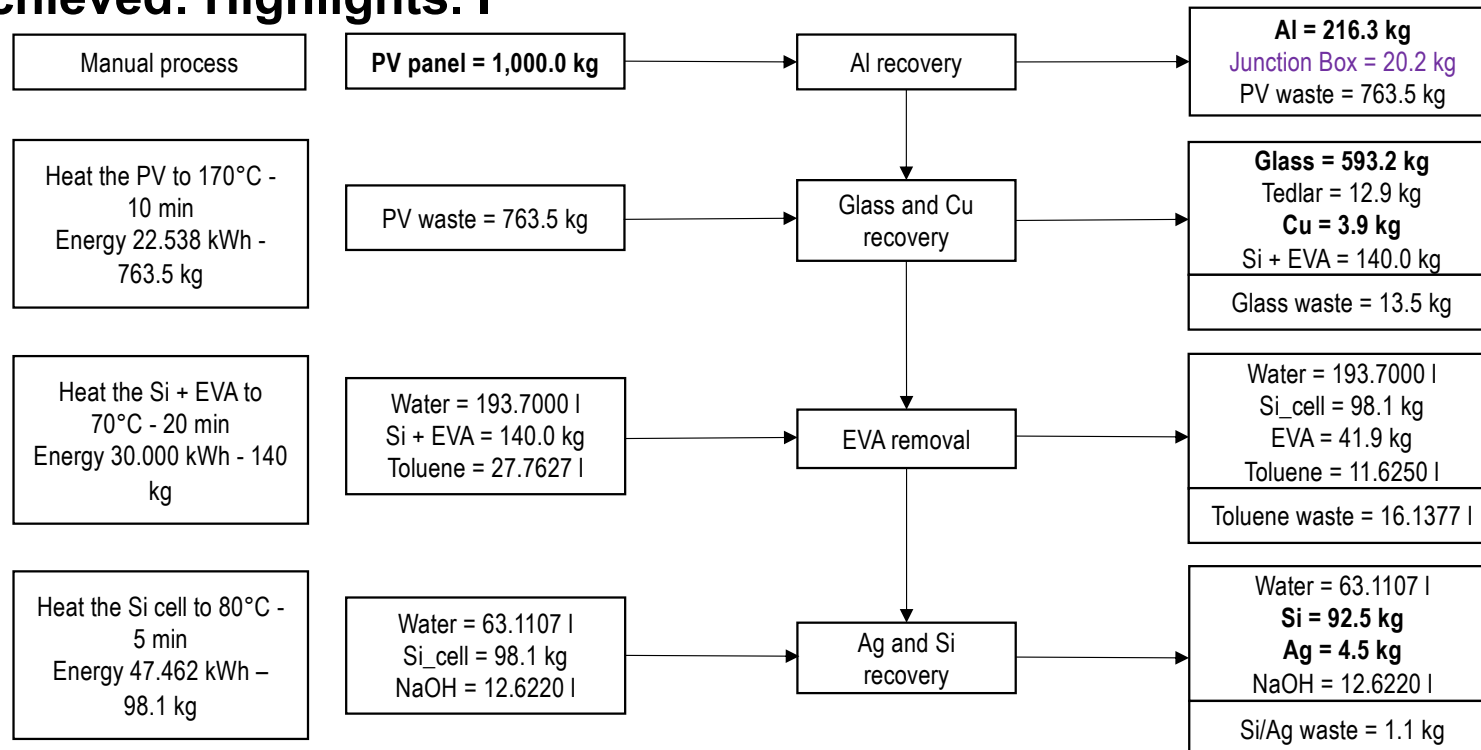 chieved: Highlights: I
Manual process
PV panel = 1,000.0 kg
Al recovery
Al = 216.3 kg
Junction Box = 20.2 kg
PV waste = 763.5 kg
Heat the PV to 170°C -
10 min
Energy 22.538 kWh -
763.5 kg
PV waste = 763.5 kg
Glass and Cu
recovery
Glass = 593.2 kg
Tedlar = 12.9 kg
Cu = 3.9 kg
Si + EVA = 140.0 kg
Glass waste = 13.5 kg
Heat the Si + EVA to
70°C - 20 min
Energy 30.000 kWh - 140
kg
Water = 193.7000 l
Si + EVA = 140.0 kg
Toluene = 27.7627 l
EVA removal
Water = 193.7000 l
Si_cell = 98.1 kg
EVA = 41.9 kg
Toluene = 11.6250 l
Toluene waste = 16.1377 l
Heat the Si cell to 80°C -
5 min
Energy 47.462 kWh –
98.1 kg
Water = 63.1107 l
Si_cell = 98.1 kg
NaOH = 12.6220 l
Ag and Si
recovery
Water = 63.1107 l
Si = 92.5 kg
Ag = 4.5 kg
NaOH = 12.6220 l
Si/Ag waste = 1.1 kg